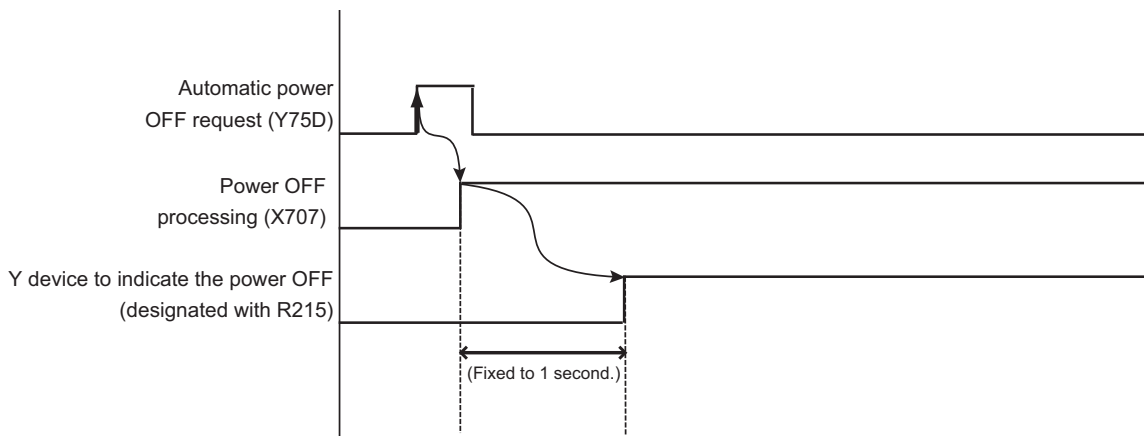 Automatic power
OFF request (Y75D)
Power OFF
processing (X707)
Y device to indicate the power OFF
(designated with R215)
(Fixed to 1 second.)